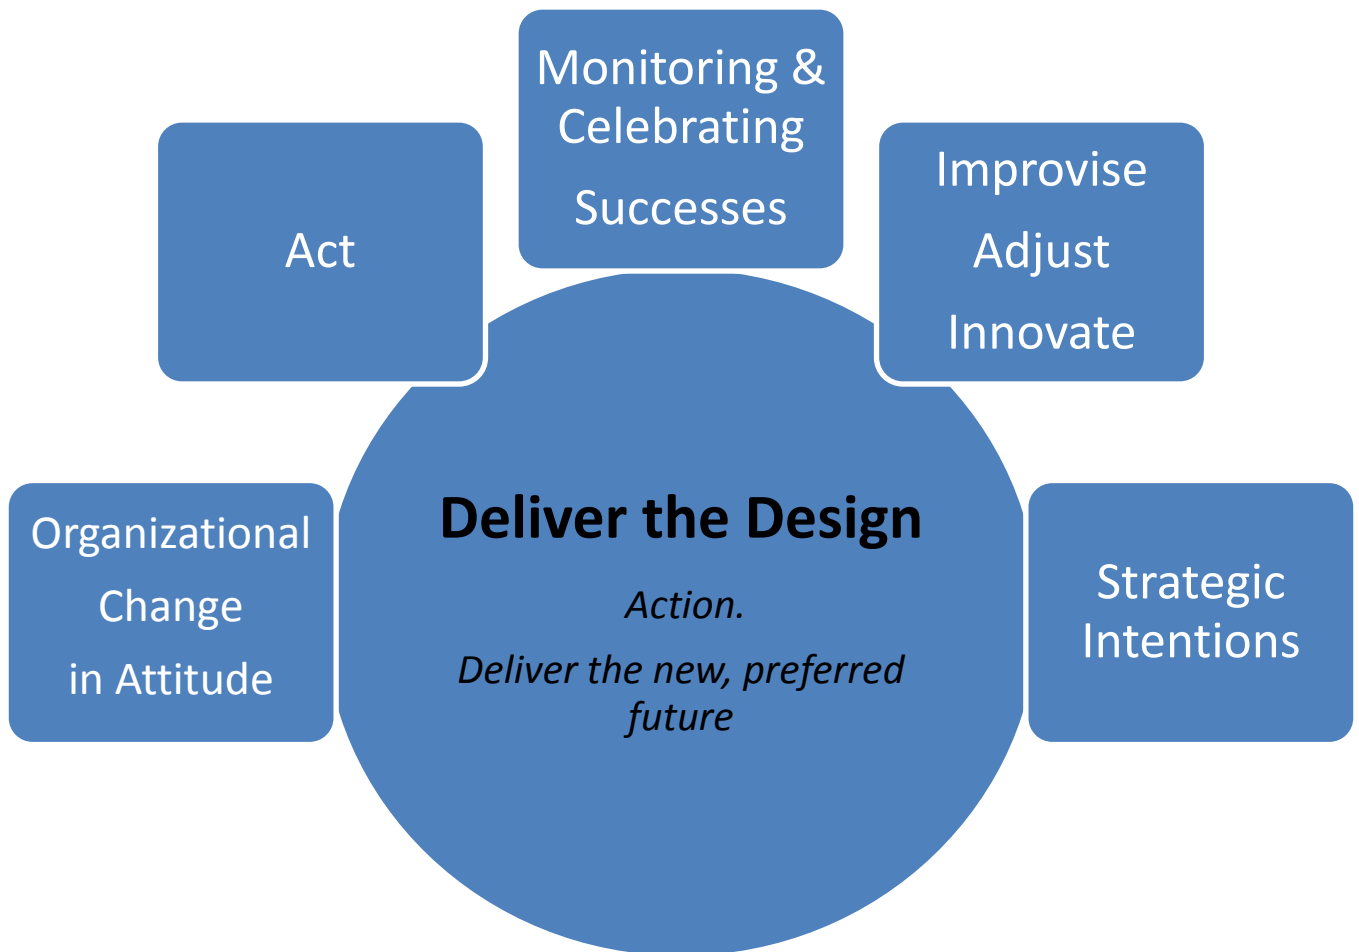 Monitoring &
Celebrating
Successes
Act
Improvise
Adjust
Innovate
Organizational
Change
in Attitude
Deliver the Design
Action.
Deliver the new, preferred
future
Strategic
Intentions